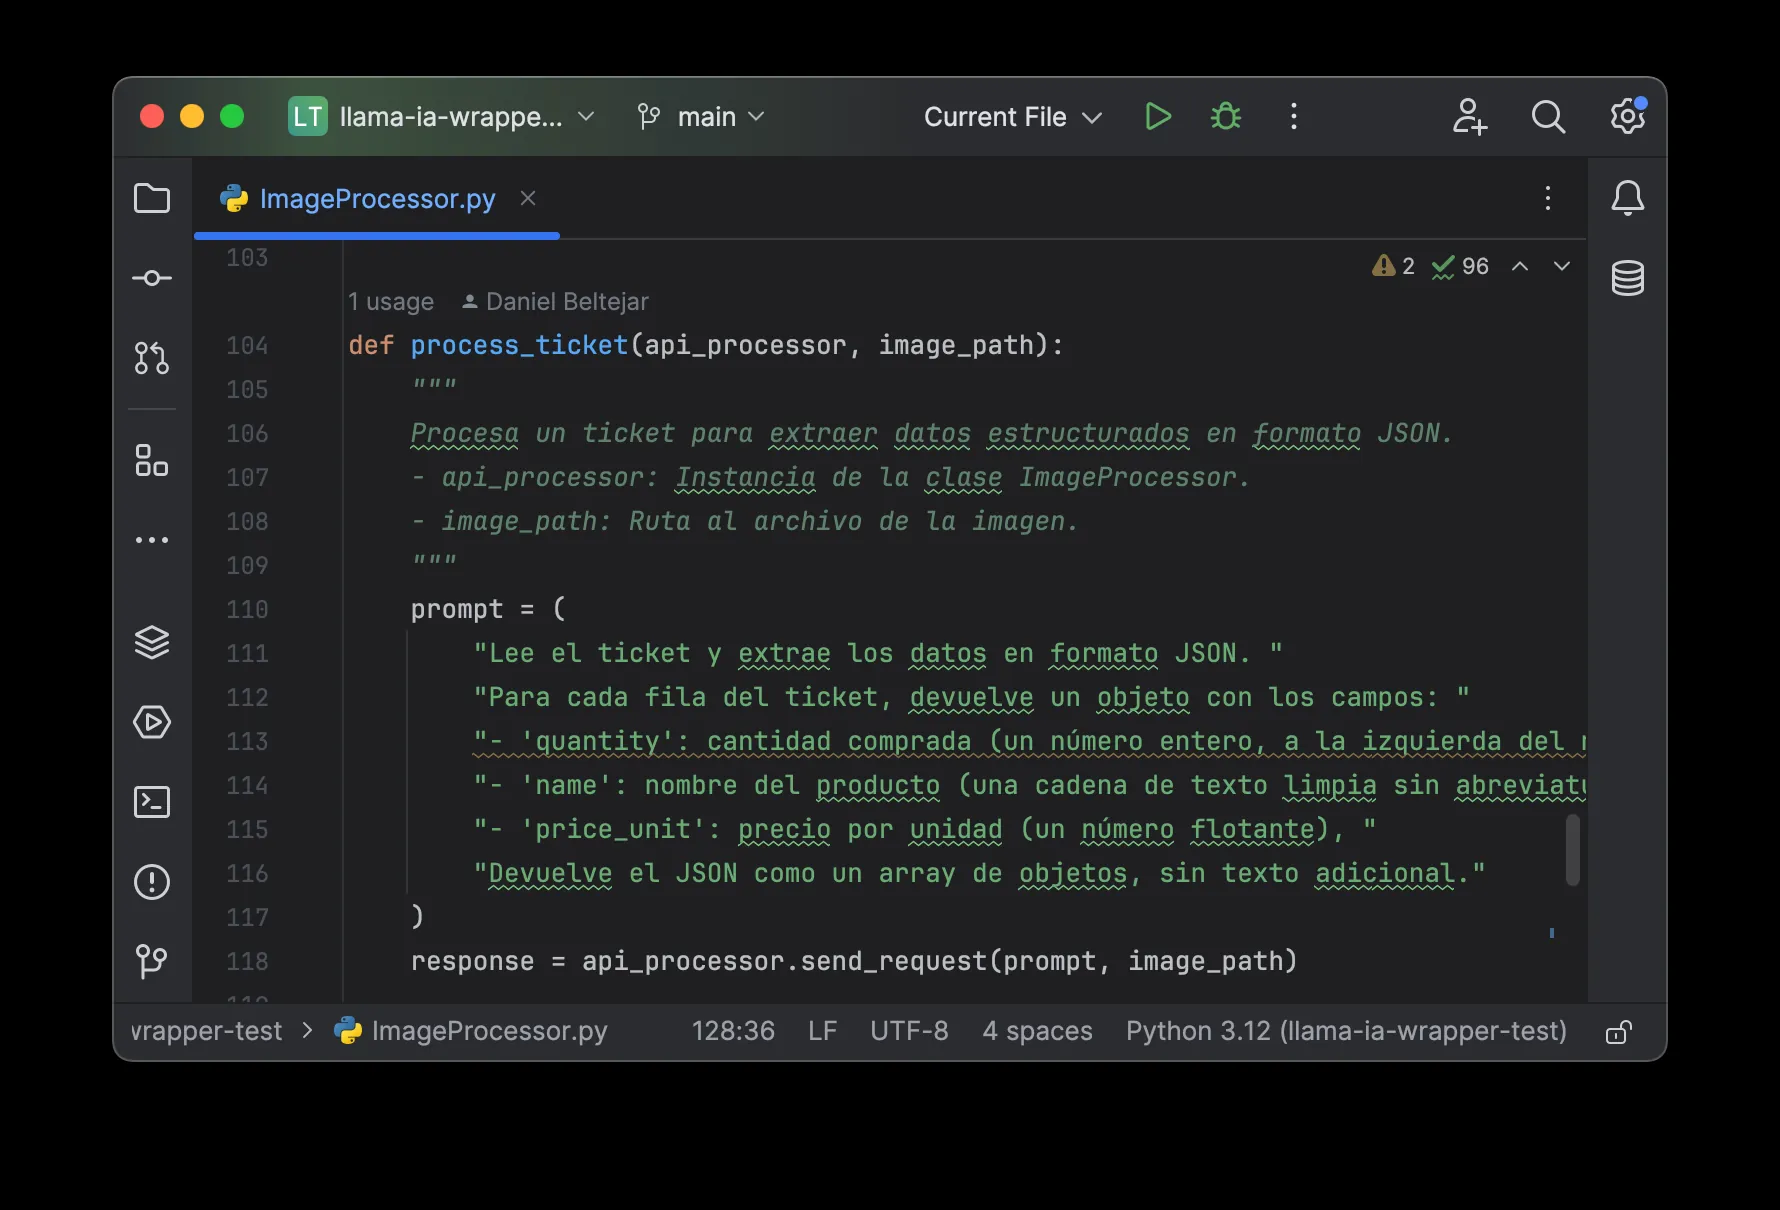 LT llama-ia-wrappe... main Current File
ImageProcessor.py
2 96
103
1 usage Daniel Beltejar
104 def process_ticket(api_processor, image_path):
105 """
106 Procesa un ticket para extraer datos estructurados en formato JSON.
107 - api_processor: Instancia de la clase ImageProcessor.
108 - image_path: Ruta al archivo de la imagen.
109 """
110 prompt = (
111 "Lee el ticket y extrae los datos en formato JSON. "
112 "Para cada fila del ticket, devuelve un objeto con los campos: "
113 "- 'quantity': cantidad comprada (un número entero, a la izquierda del
114 "- 'name': nombre del producto (una cadena de texto limpia sin abreviatu
115 "- 'price_unit': precio por unidad (un número flotante), "
116 "Devuelve el JSON como un array de objetos, sin texto adicional."
117 )
118 response = api_processor.send_request(prompt, image_path)
wrapper-test > ImageProcessor.py 128:36 LF UTF-8 4 spaces Python 3.12 (llama-ia-wrapper-test)